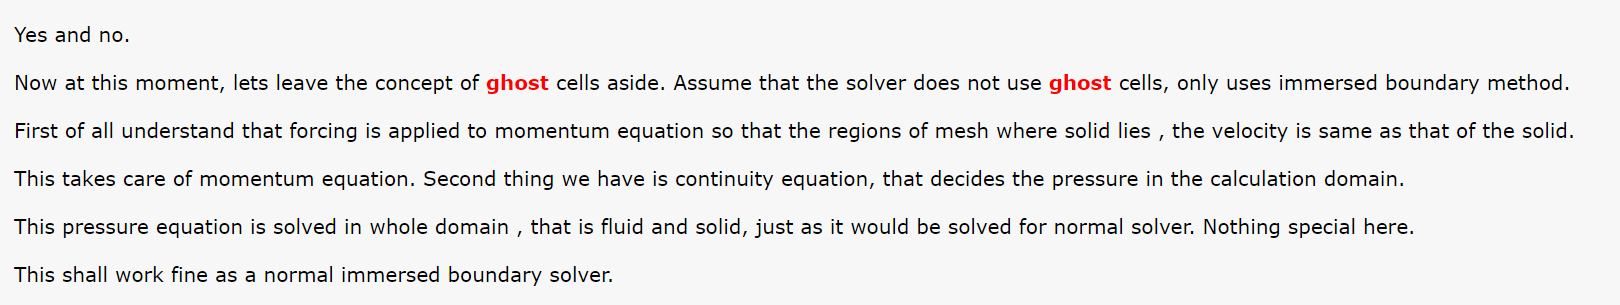 Yes and no.
Now at this moment, lets leave the concept of ghost cells aside. Assume that the solver does not use ghost cells, only uses immersed boundary method.
First of all understand that forcing is applied to momentum equation so that the regions of mesh where solid lies , the velocity is same as that of the solid.
This takes care of momentum equation. Second thing we have is continuity equation, that decides the pressure in the calculation domain.
This pressure equation is solved in whole domain , that is fluid and solid, just as it would be solved for normal solver. Nothing special here.
This shall work fine as a normal immersed boundary solver.